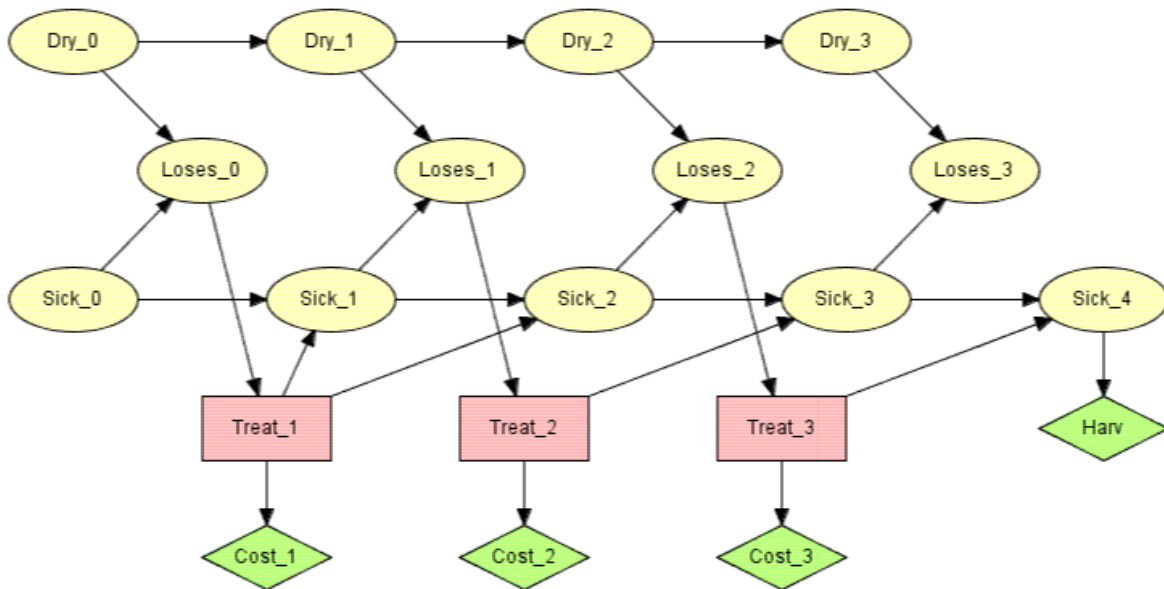 Dry_0
Dry_1
Dry_2
Dry_3
Loses_0
Loses_1
Loses_2
Loses_3
Sick_0
Sick_1
Sick_2
Sick_3
Sick_4
Treat_1
Treat_2
Treat_3
Harv
Cost_1
Cost_2
Cost_3